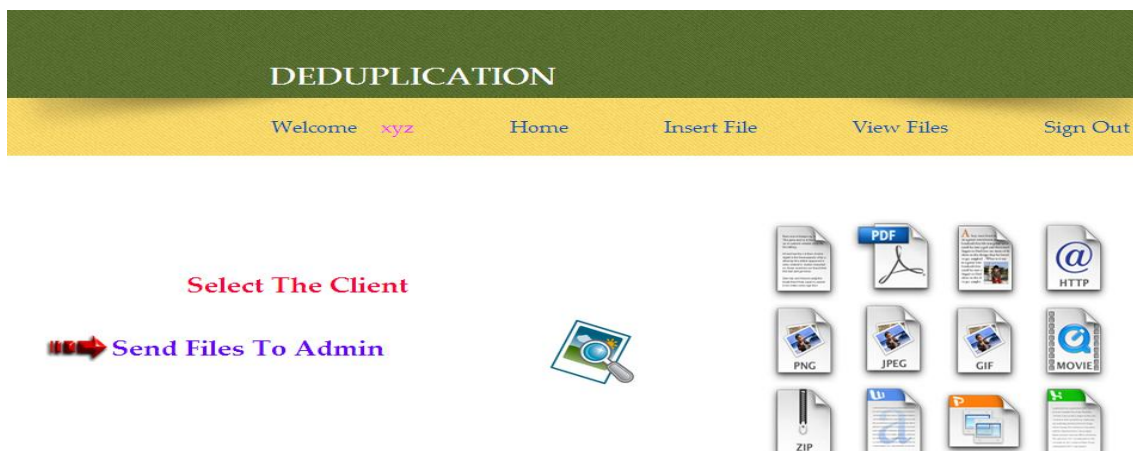 DEDUPLICATION
Welcome xyz Home Insert File View Files Sign Out
Select The Client
Send Files To Admin
PDF
HTTP
PNG JPEG GIF MOVIE
ZIP